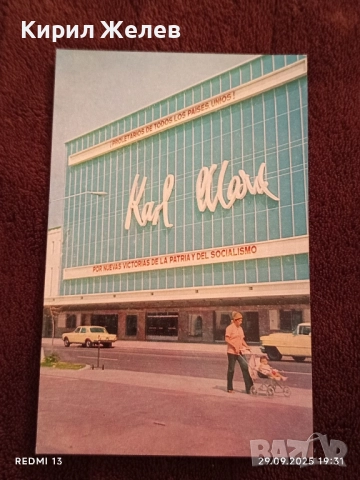 Кирил Желев
¡PROLETARIOS DE TODOS LOS PAISES UNIOS!
Karl Marx
POR NUEVAS VICTORIAS DE LA PATRIA Y DEL SOCIALISMO
REDMI 13
29.09.2025 19:31
BAZAR